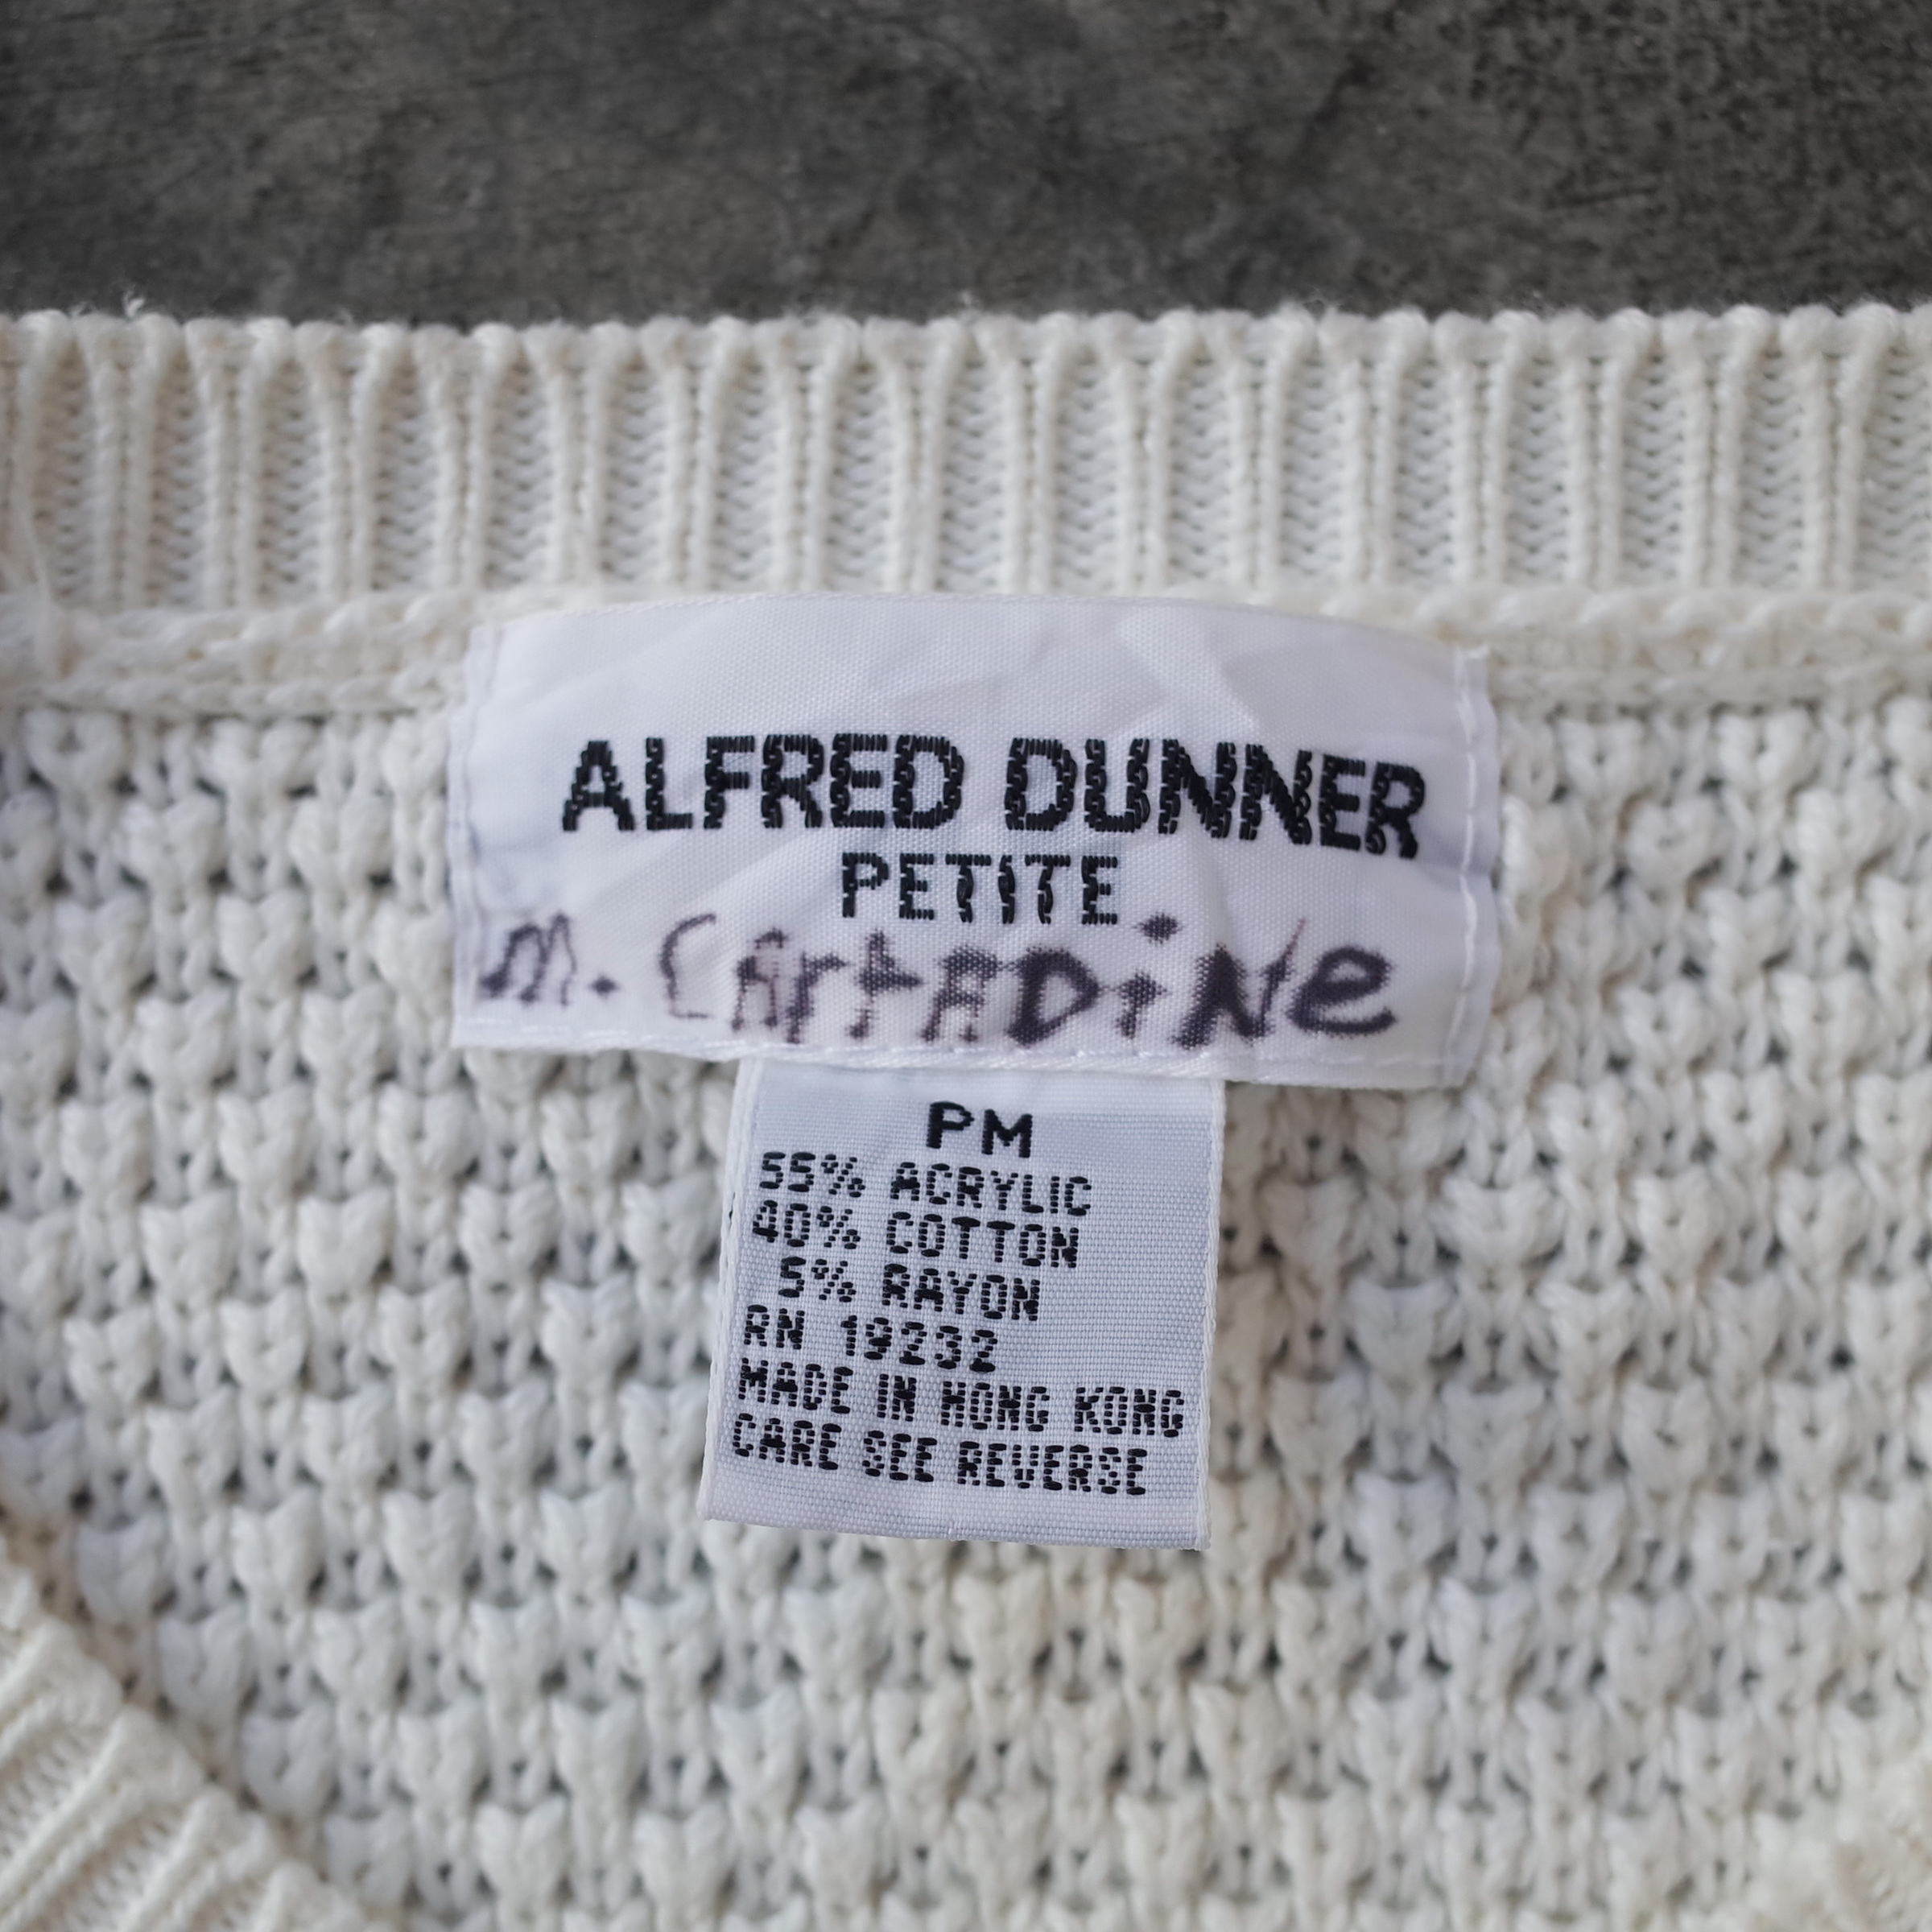 ALFRED DUNNER
PETITE
M. CArtADiNe
PM
55% ACRYLIC
40% COTTON
5% RAYON
RN 19232
MADE IN HONG KONG
CARE SEE REVERSE